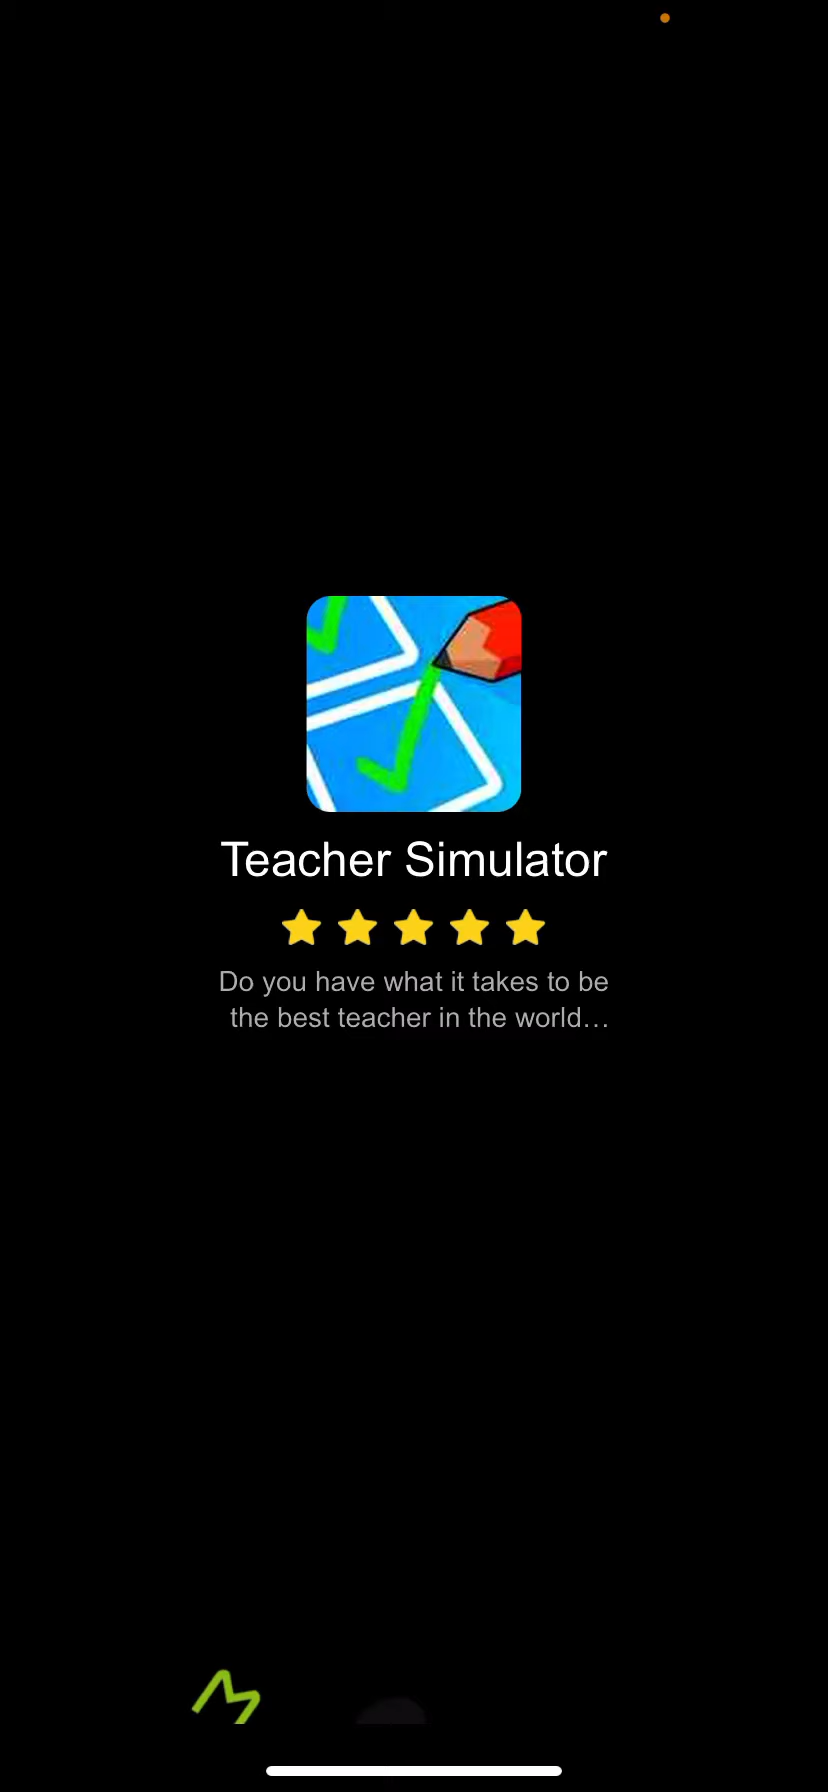 Teacher Simulator
Do you have what it takes to be
the best teacher in the world…